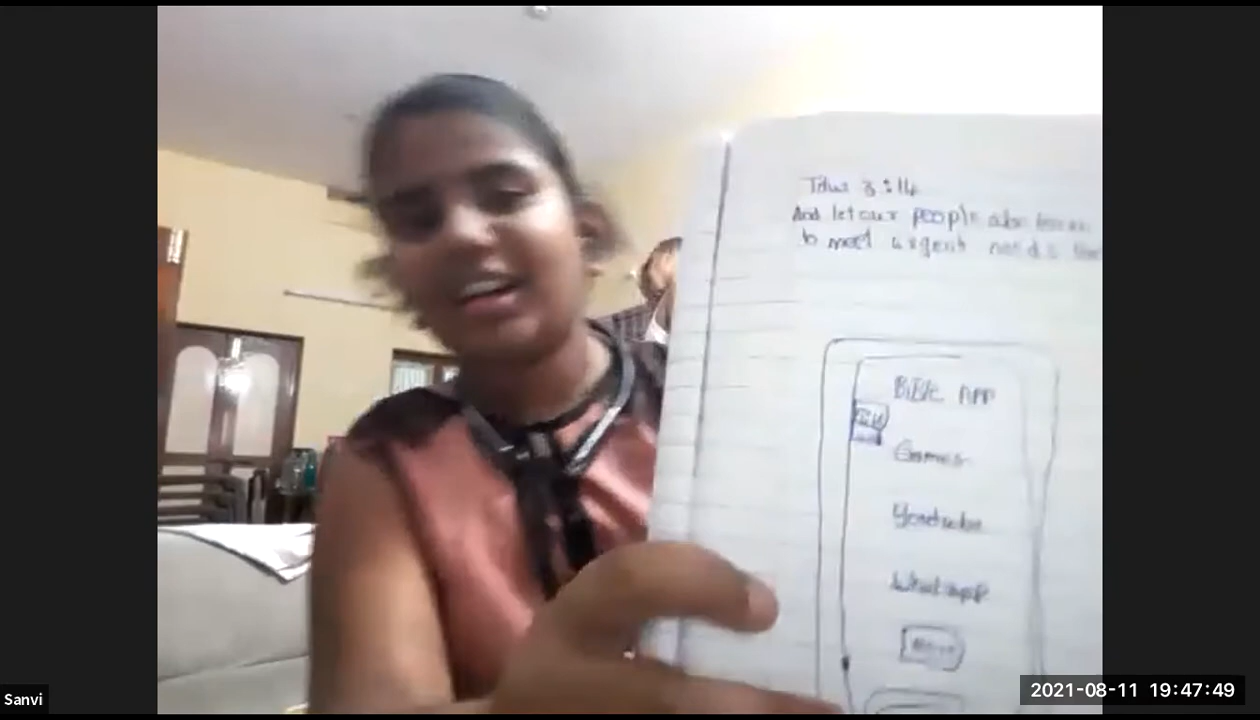 Titus 3:14
And let our people also learn
to meet urgent needs
BiBlE APP
Games
Youtube
Whatsapp
Sanvi
2021-08-11 19:47:49